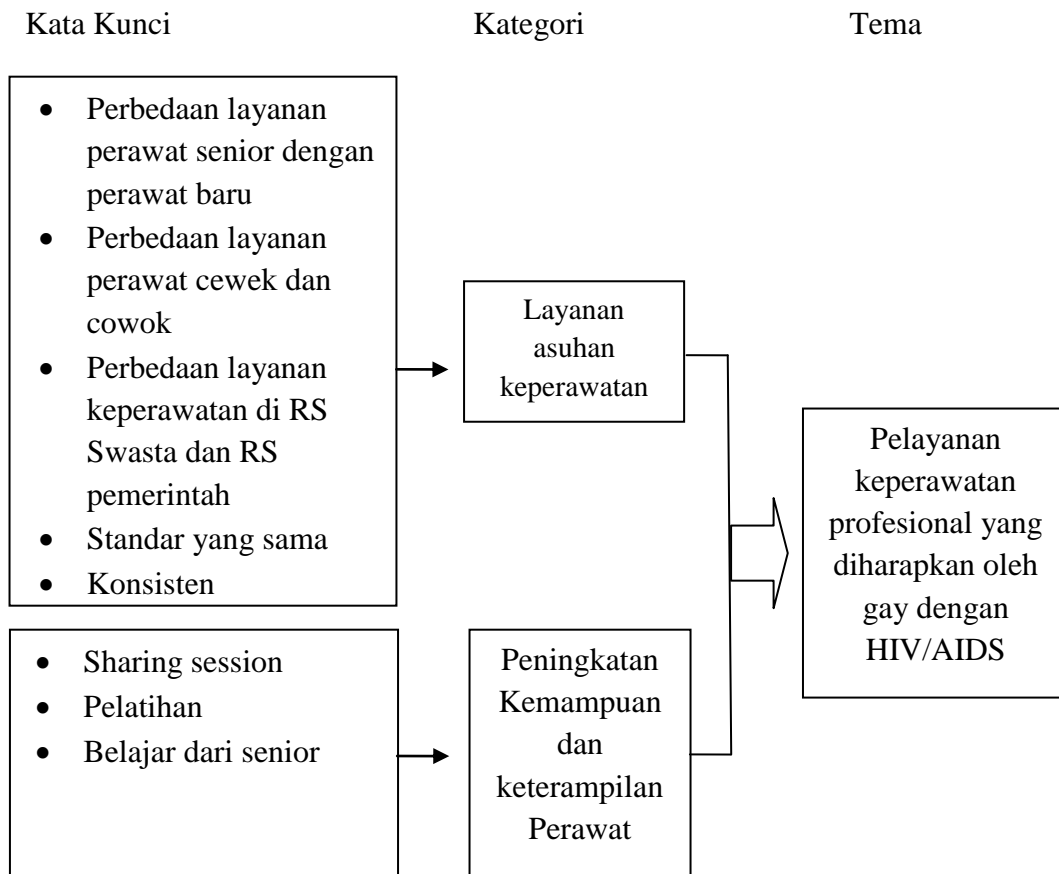 Kata Kunci
Kategori
Tema
• Perbedaan layanan
perawat senior dengan
perawat baru
• Perbedaan layanan
perawat cewek dan
cowok
• Perbedaan layanan
keperawatan di RS
Swasta dan RS
pemerintah
• Standar yang sama
• Konsisten
Layanan
asuhan
keperawatan
• Sharing session
• Pelatihan
• Belajar dari senior
Peningkatan
Kemampuan
dan
keterampilan
Perawat
Pelayanan
keperawatan
profesional yang
diharapkan oleh
gay dengan
HIV/AIDS